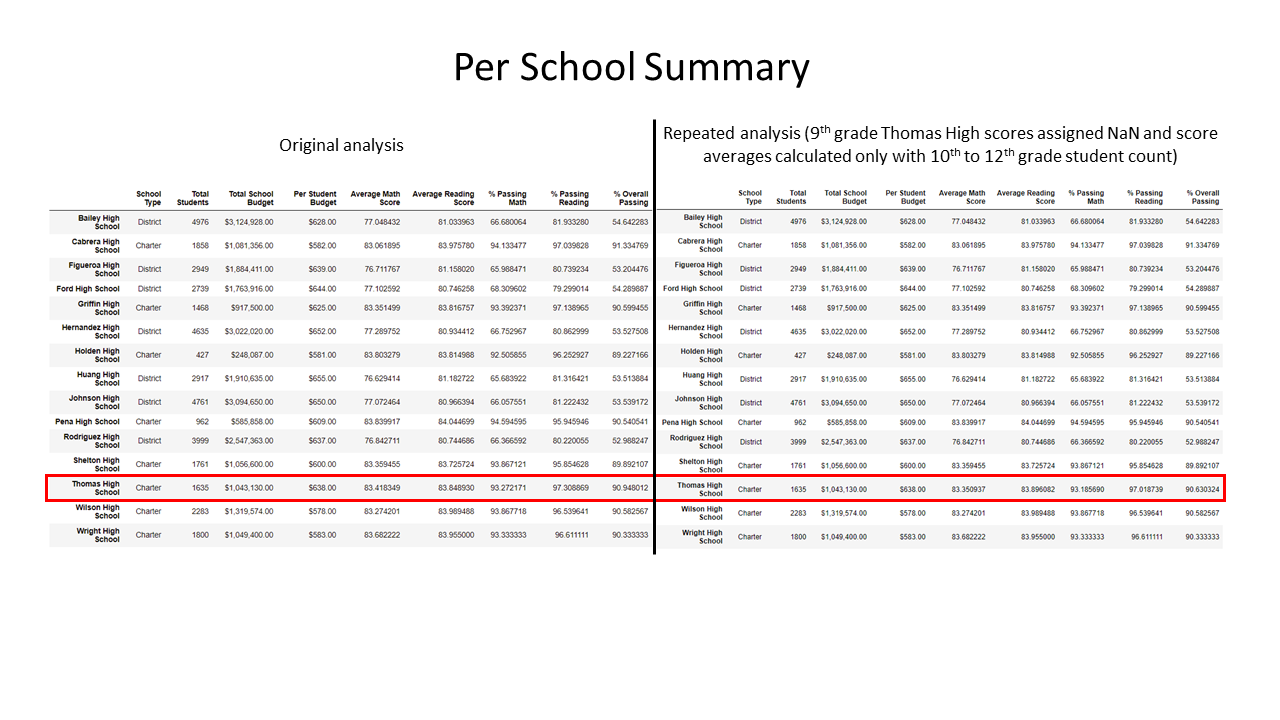 Per School Summary
Original analysis
Repeated analysis (9th grade Thomas High scores assigned NaN and score
averages calculated only with 10th to 12th grade student count)
School Type Total Students Total School Budget Per Student Budget Average Math Score Average Reading Score % Passing Math % Passing Reading % Overall Passing
Bailey High School District 4976 $3,124,928.00 $628.00 77.048432 81.033963 66.680064 81.933280 54.642283
Cabrera High School Charter 1858 $1,081,356.00 $582.00 83.061895 83.975780 94.133477 97.039828 91.334769
Figueroa High School District 2949 $1,884,411.00 $639.00 76.711767 81.158020 65.988471 80.739234 53.204476
Ford High School District 2739 $1,763,916.00 $644.00 77.102592 80.746258 68.309602 79.299014 54.289887
Griffin High School Charter 1468 $917,500.00 $625.00 83.351499 83.816757 93.392371 97.138965 90.599455
Hernandez High School District 4635 $3,022,020.00 $652.00 77.289752 80.934412 66.752967 80.862999 53.527508
Holden High School Charter 427 $248,087.00 $581.00 83.803279 83.814988 92.505855 96.252927 89.227166
Huang High School District 2917 $1,910,635.00 $655.00 76.629414 81.182722 65.683922 81.316421 53.513884
Johnson High School District 4761 $3,094,650.00 $650.00 77.072464 80.966394 66.057551 81.222432 53.539172
Pena High School Charter 962 $585,858.00 $609.00 83.839917 84.044699 94.594595 95.945946 90.540541
Rodriguez High School District 3999 $2,547,363.00 $637.00 76.842711 80.744686 66.366592 80.220055 52.988247
Shelton High School Charter 1761 $1,056,600.00 $600.00 83.359455 83.725724 93.867121 95.854628 89.892107
Thomas High School Charter 1635 $1,043,130.00 $638.00 83.418349 83.848930 93.272171 97.308869 90.948012
Wilson High School Charter 2283 $1,319,574.00 $578.00 83.274201 83.989488 93.867718 96.539641 90.582567
Wright High School Charter 1800 $1,049,400.00 $583.00 83.682222 83.955000 93.333333 96.611111 90.333333
School Type Total Students Total School Budget Per Student Budget Average Math Score Average Reading Score % Passing Math % Passing Reading % Overall Passing
Bailey High School District 4976 $3,124,928.00 $628.00 77.048432 81.033963 66.680064 81.933280 54.642283
Cabrera High School Charter 1858 $1,081,356.00 $582.00 83.061895 83.975780 94.133477 97.039828 91.334769
Figueroa High School District 2949 $1,884,411.00 $639.00 76.711767 81.158020 65.988471 80.739234 53.204476
Ford High School District 2739 $1,763,916.00 $644.00 77.102592 80.746258 68.309602 79.299014 54.289887
Griffin High School Charter 1468 $917,500.00 $625.00 83.351499 83.816757 93.392371 97.138965 90.599455
Hernandez High School District 4635 $3,022,020.00 $652.00 77.289752 80.934412 66.752967 80.862999 53.527508
Holden High School Charter 427 $248,087.00 $581.00 83.803279 83.814988 92.505855 96.252927 89.227166
Huang High School District 2917 $1,910,635.00 $655.00 76.629414 81.182722 65.683922 81.316421 53.513884
Johnson High School District 4761 $3,094,650.00 $650.00 77.072464 80.966394 66.057551 81.222432 53.539172
Pena High School Charter 962 $585,858.00 $609.00 83.839917 84.044699 94.594595 95.945946 90.540541
Rodriguez High School District 3999 $2,547,363.00 $637.00 76.842711 80.744686 66.366592 80.220055 52.988247
Shelton High School Charter 1761 $1,056,600.00 $600.00 83.359455 83.725724 93.867121 95.854628 89.892107
Thomas High School Charter 1635 $1,043,130.00 $638.00 83.350937 83.896082 93.185690 97.018739 90.630324
Wilson High School Charter 2283 $1,319,574.00 $578.00 83.274201 83.989488 93.867718 96.539641 90.582567
Wright High School Charter 1800 $1,049,400.00 $583.00 83.682222 83.955000 93.333333 96.611111 90.333333